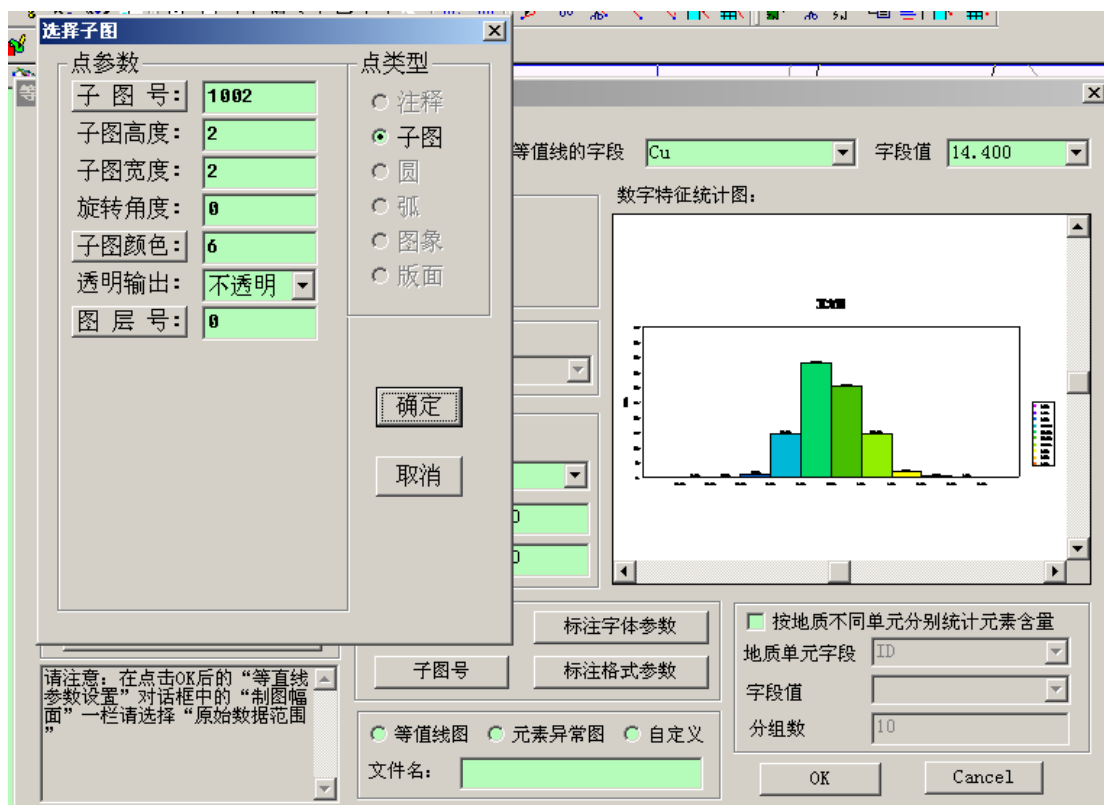 选择子图
点参数
子 图 号: 1002
子图高度: 2
子图宽度: 2
旋转角度: 0
子图颜色: 6
透明输出: 不透明
图 层 号: 0
点类型
注释
子图
圆
弧
图象
版面
确定
取消
等值线的字段 Cu 字段值 14.400
数字特征统计图:
标注字体参数
子图号 标注格式参数
按地质不同单元分别统计元素含量
地质单元字段 ID
字段值
分组数 10
请注意: 在点击OK后的“等直线
参数设置”对话框中的“制图幅
面”一栏请选择“原始数据范围
”
等值线图 元素异常图 自定义
文件名:
OK Cancel